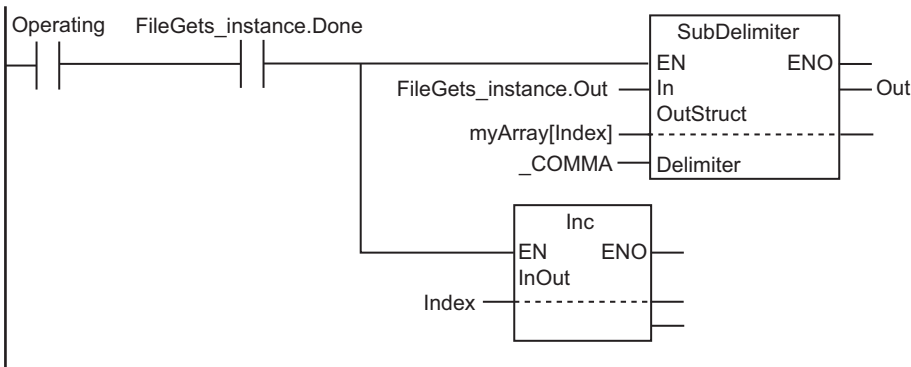 Operating FileGets_instance.Done
SubDelimiter
EN ENO
FileGets_instance.Out In Out
OutStruct
myArray[Index]
_COMMA Delimiter
Inc
EN ENO
InOut
Index